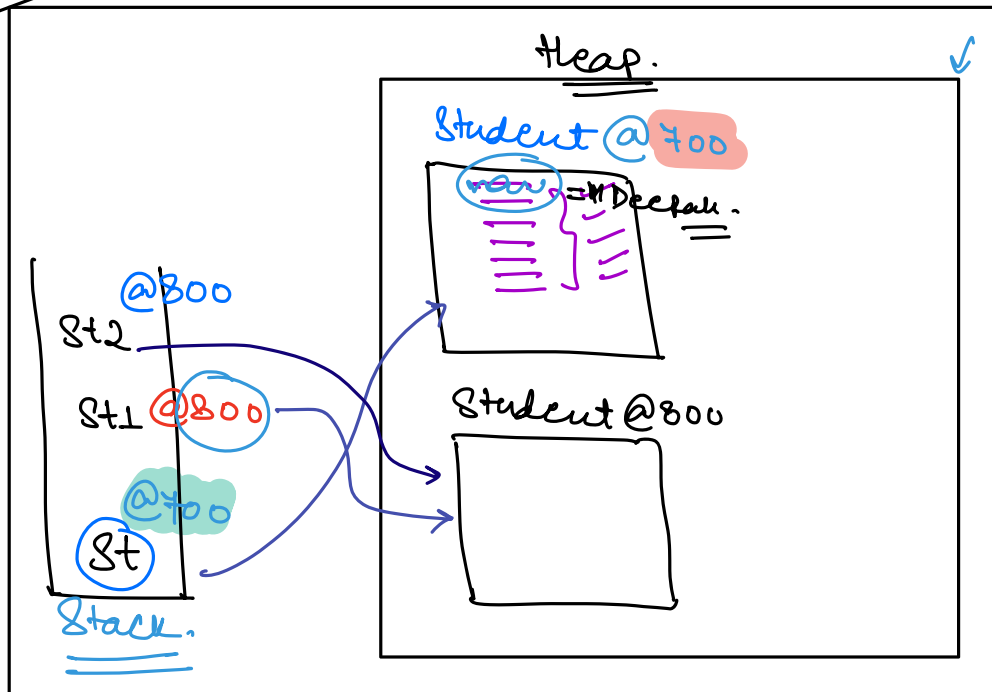 Heap.
Student @ 700
= Deepak.
@800
St2
St1 @800
Student @800
@700
St
Stack.